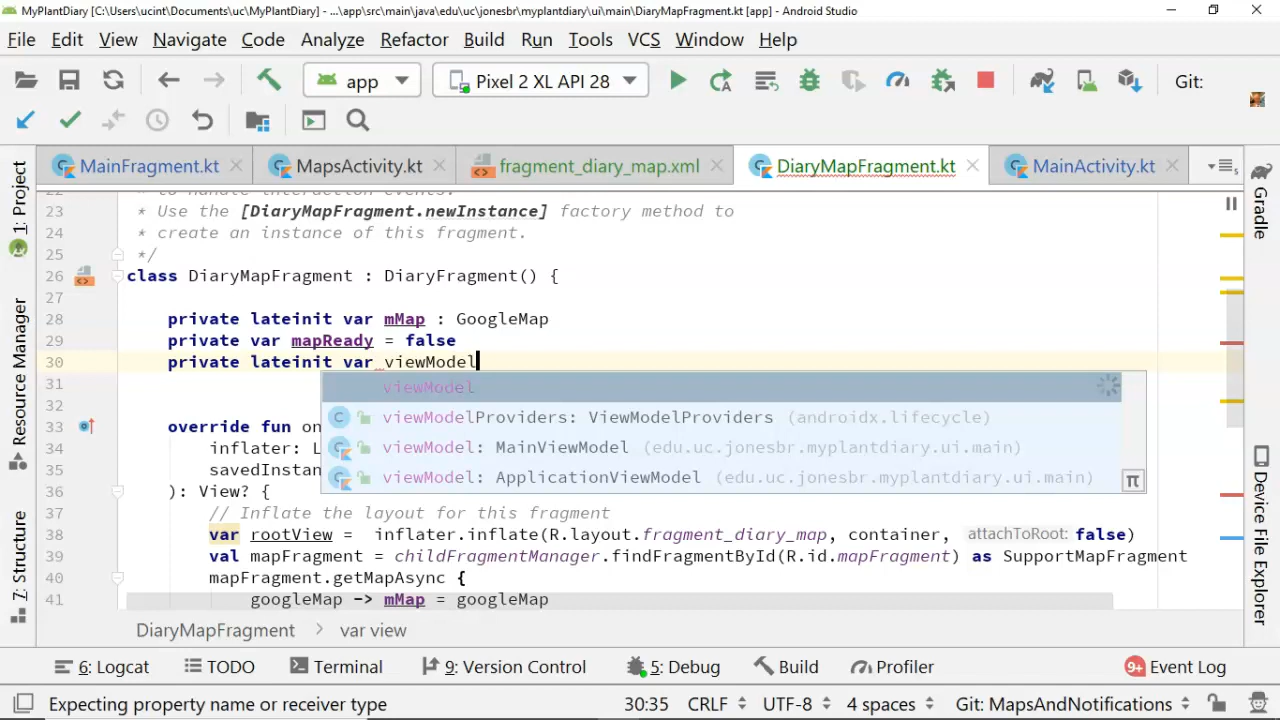 MyPlantDiary [C:\Users\ucint\Documents\uc\MyPlantDiary] - ...\app\src\main\java\edu\uc\jonesbr\myplantdiary\ui\main\DiaryMapFragment.kt [app] - Android Studio
File Edit View Navigate Code Analyze Refactor Build Run Tools VCS Window Help
app Pixel 2 XL API 28 Git:
MainFragment.kt MapsActivity.kt fragment_diary_map.xml DiaryMapFragment.kt MainActivity.kt
1: Project
Resource Manager
7: Structure
22 * to handle interaction events.
23 * Use the [DiaryMapFragment.newInstance] factory method to
24 * create an instance of this fragment.
25 */
26 class DiaryMapFragment : DiaryFragment() {
27
28 private lateinit var mMap : GoogleMap
29 private var mapReady = false
30 private lateinit var viewModel
31 viewModel
viewModelProviders: ViewModelProviders (androidx.lifecycle)
viewModel: MainViewModel (edu.uc.jonesbr.myplantdiary.ui.main)
viewModel: ApplicationViewModel (edu.uc.jonesbr.myplantdiary.ui.main)
π
32
33 override fun on
34 inflater: L
35 savedInstan
36 ): View? {
37 // Inflate the layout for this fragment
38 var rootView = inflater.inflate(R.layout.fragment_diary_map, container, attachToRoot: false)
39 val mapFragment = childFragmentManager.findFragmentById(R.id.mapFragment) as SupportMapFragment
40 mapFragment.getMapAsync {
41 googleMap -> mMap = googleMap
Gradle
Device File Explorer
DiaryMapFragment > var view
6: Logcat TODO Terminal 9: Version Control 5: Debug Build Profiler 9+ Event Log
Expecting property name or receiver type 30:35 CRLF UTF-8 4 spaces Git: MapsAndNotifications